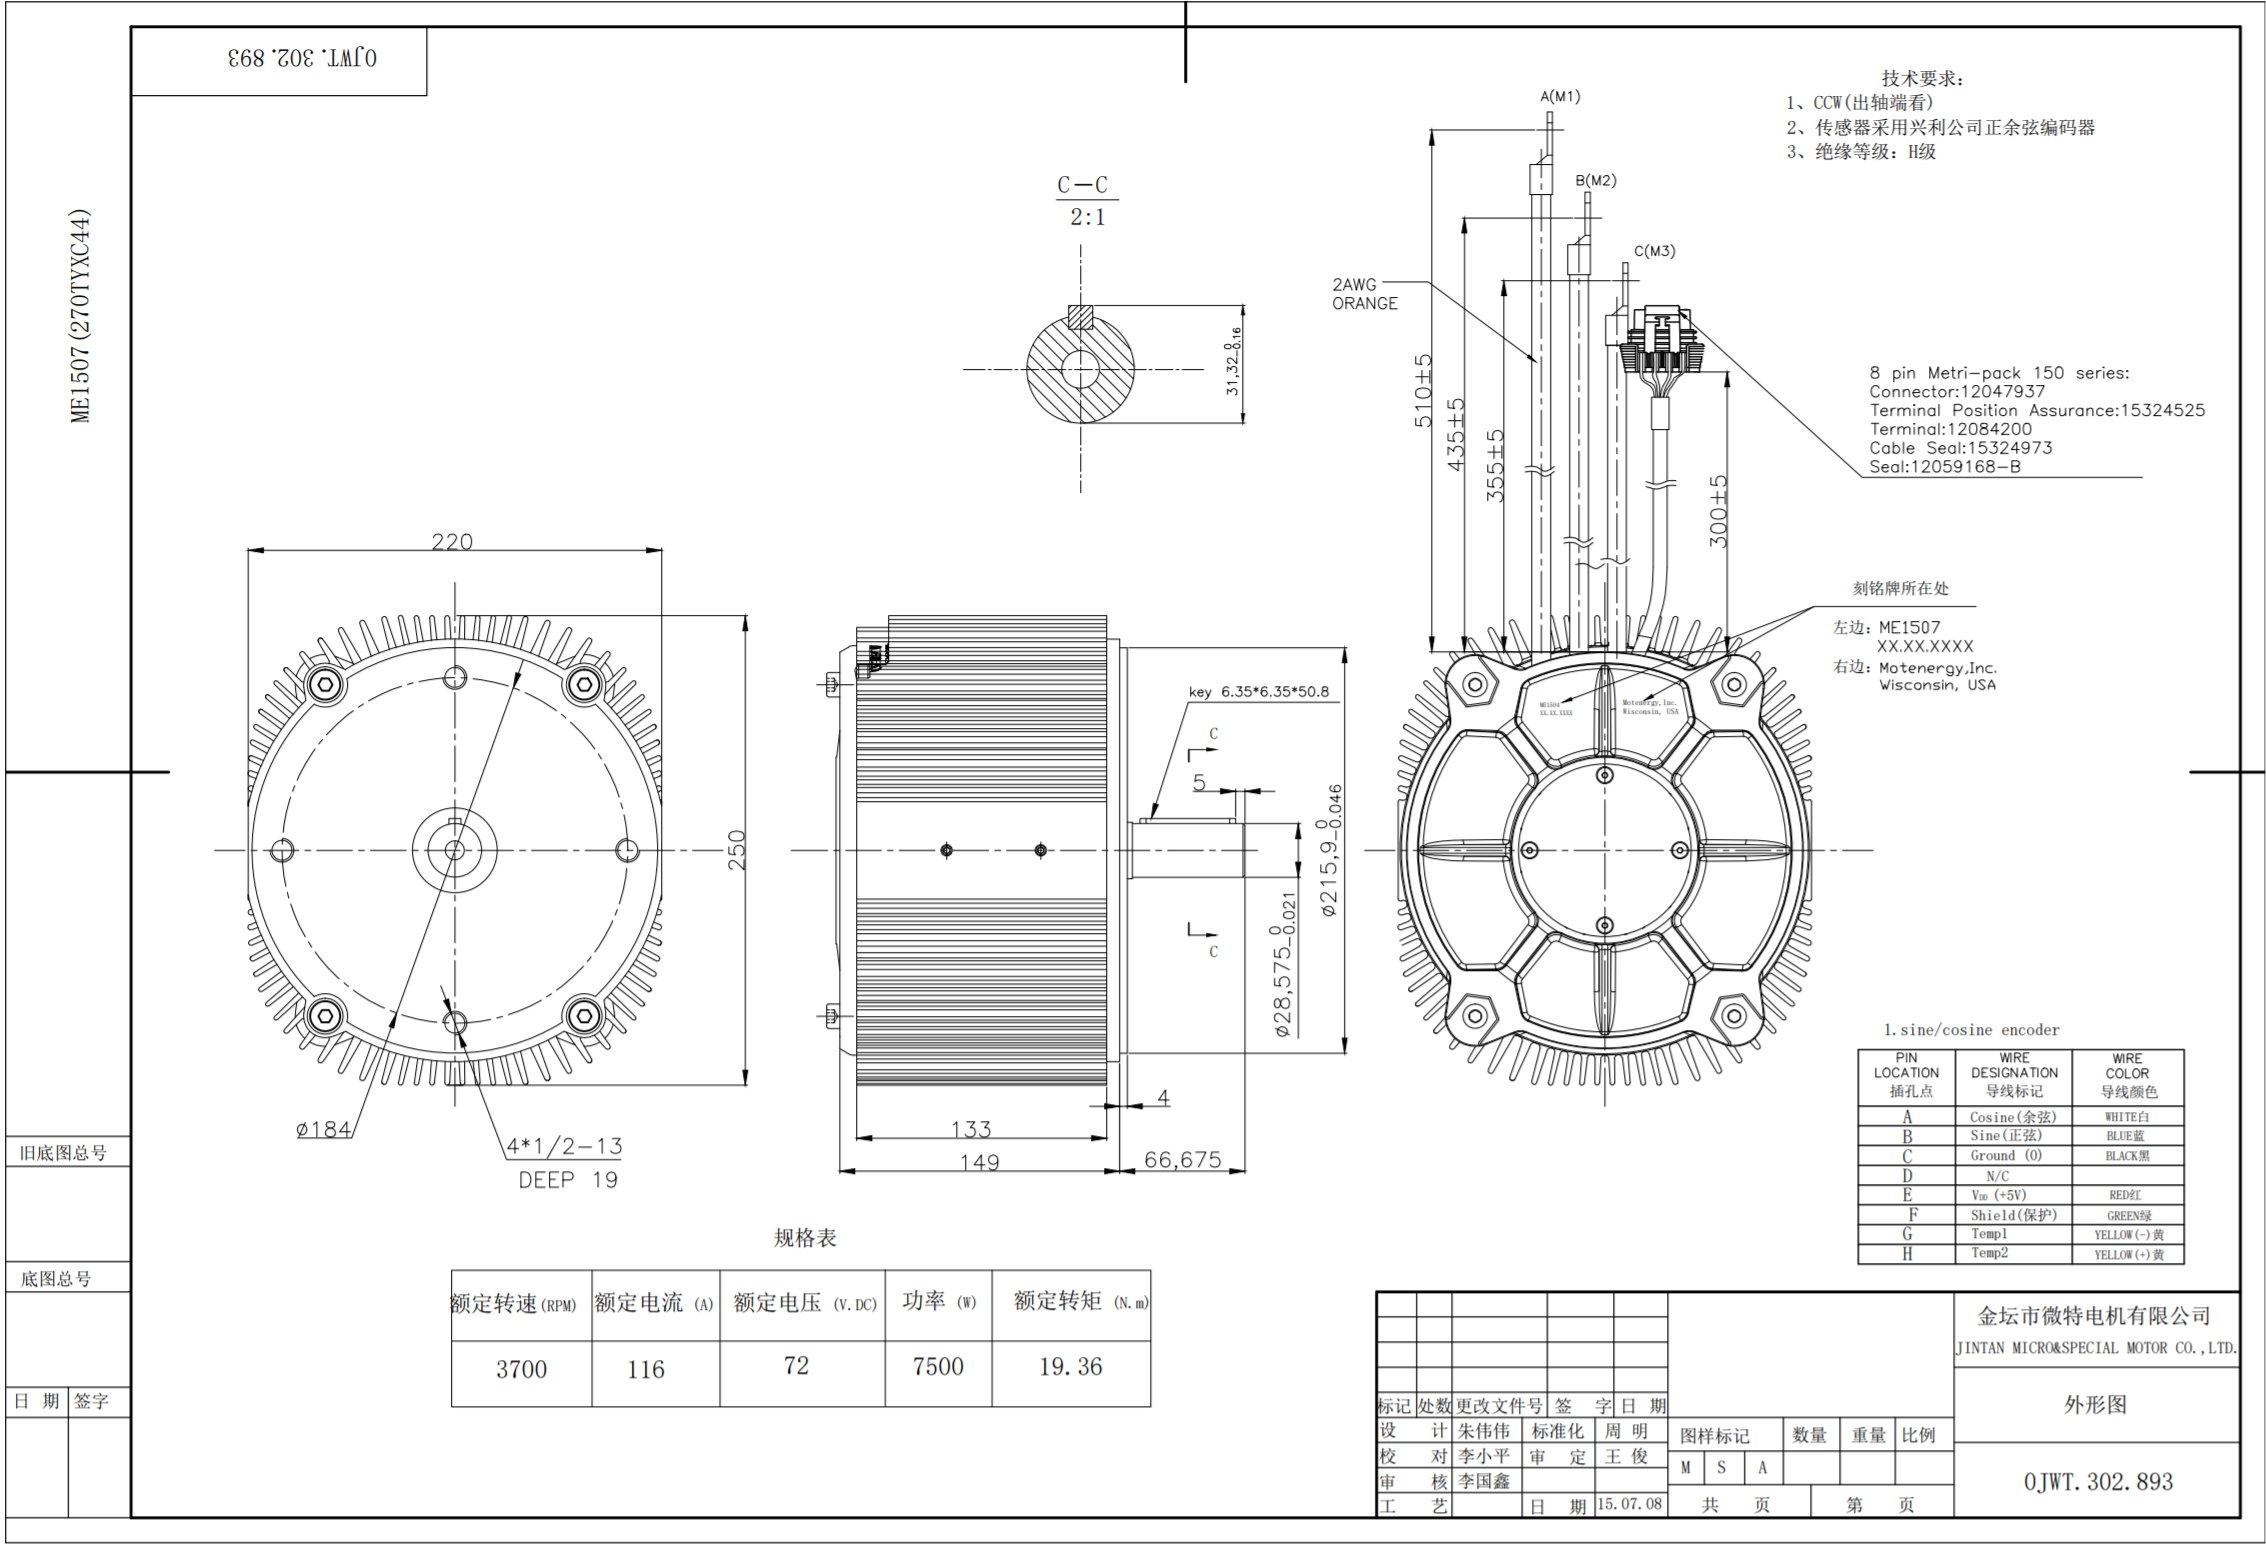 0JWT.302.893
ME1507(270TYXC44)
技术要求:
1、CCW(出轴端看)
2、传感器采用兴利公司正余弦编码器
3、绝缘等级: H级
C—C
2:1
31,32 0 -0.16
A(M1)
B(M2)
C(M3)
2AWG
ORANGE
510±5
435±5
355±5
300±5
8 pin Metri-pack 150 series:
Connector:12047937
Terminal Position Assurance:15324525
Terminal:12084200
Cable Seal:15324973
Seal:12059168-B
刻铭牌所在处
左边: ME1507
XX.XX.XXXX
右边: Motenergy,Inc.
Wisconsin, USA
ME1504
XX.XX.XXXX
Motenergy,Inc.
Wisconsin, USA
220
250
ø184
4*1/2-13
DEEP 19
key 6.35*6.35*50.8
C
5
C
ø28,575 0 -0.021
ø215,9 0 -0.046
4
133
149
66,675
1.sine/cosine encoder
PIN LOCATION 插孔点 WIRE DESIGNATION 导线标记 WIRE COLOR 导线颜色
A Cosine(余弦) WHITE白
B Sine(正弦) BLUE蓝
C Ground (0) BLACK黑
D N/C
E VDD (+5V) RED红
F Shield(保护) GREEN绿
G Temp1 YELLOW(-)黄
H Temp2 YELLOW(+)黄
规格表
额定转速(RPM) 额定电流 (A) 额定电压 (V.DC) 功率 (W) 额定转矩 (N.m)
3700 116 72 7500 19.36
旧底图总号
底图总号
日 期 签字
标记 处数 更改文件号 签 字 日 期
设 计 朱伟伟 标准化 周 明
校 对 李小平 审 定 王 俊
审 核 李国鑫
工 艺 日 期 15.07.08
图样标记 数量 重量 比例
M S A
共 页 第 页
金坛市微特电机有限公司
JINTAN MICRO&SPECIAL MOTOR CO.,LTD.
外形图
0JWT.302.893